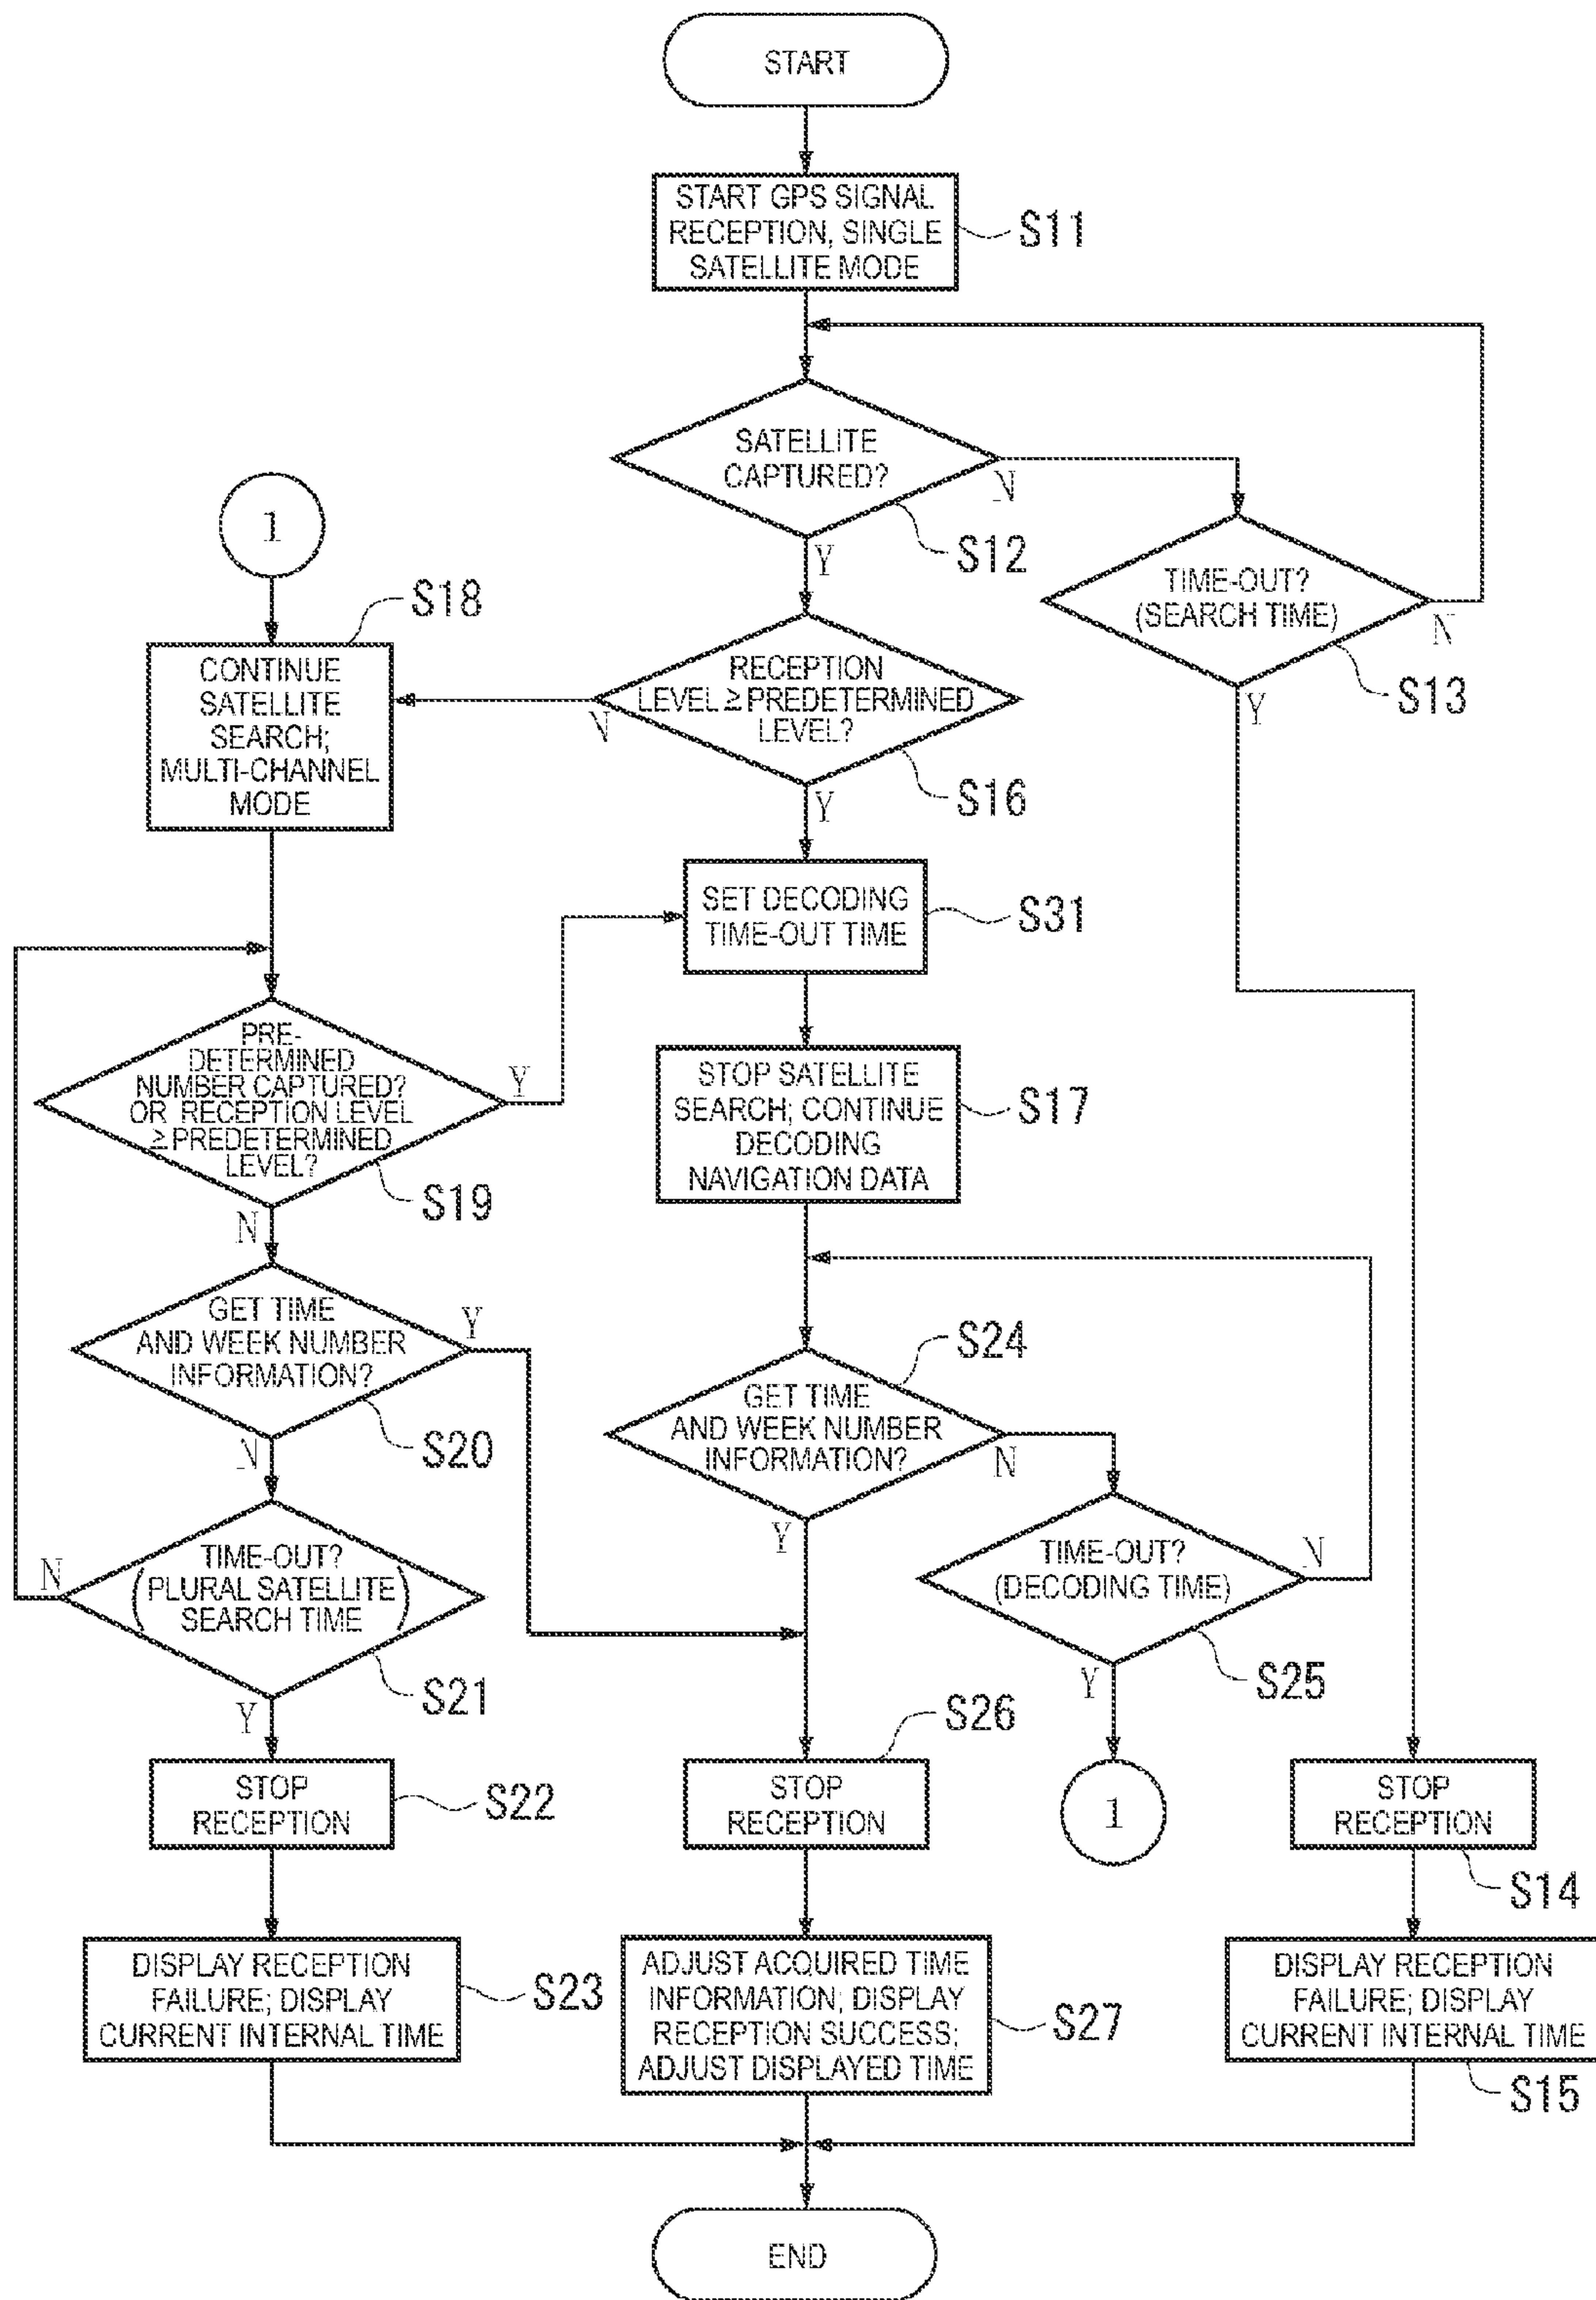 START
START GPS SIGNAL
RECEPTION, SINGLE
SATELLITE MODE
S11
SATELLITE
CAPTURED?
N
S12
Y
TIME-OUT?
(SEARCH TIME)
N
S13
Y
1
S18
CONTINUE
SATELLITE
SEARCH;
MULTI-CHANNEL
MODE
RECEPTION
LEVEL ≥ PREDETERMINED
LEVEL?
N
S16
Y
SET DECODING
TIME-OUT TIME
S31
PRE-
DETERMINED
NUMBER CAPTURED?
OR RECEPTION LEVEL
≥ PREDETERMINED
LEVEL?
Y
S19
N
STOP SATELLITE
SEARCH; CONTINUE
DECODING
NAVIGATION DATA
S17
GET TIME
AND WEEK NUMBER
INFORMATION?
Y
S20
N
S24
GET TIME
AND WEEK NUMBER
INFORMATION?
N
Y
TIME-OUT?
(PLURAL SATELLITE)
SEARCH TIME
N
S21
Y
TIME-OUT?
(DECODING TIME)
N
S25
Y
1
STOP
RECEPTION
S22
S26
STOP
RECEPTION
STOP
RECEPTION
S14
DISPLAY RECEPTION
FAILURE; DISPLAY
CURRENT INTERNAL TIME
S23
ADJUST ACQUIRED TIME
INFORMATION; DISPLAY
RECEPTION SUCCESS;
ADJUST DISPLAYED TIME
S27
DISPLAY RECEPTION
FAILURE; DISPLAY
CURRENT INTERNAL TIME
S15
END